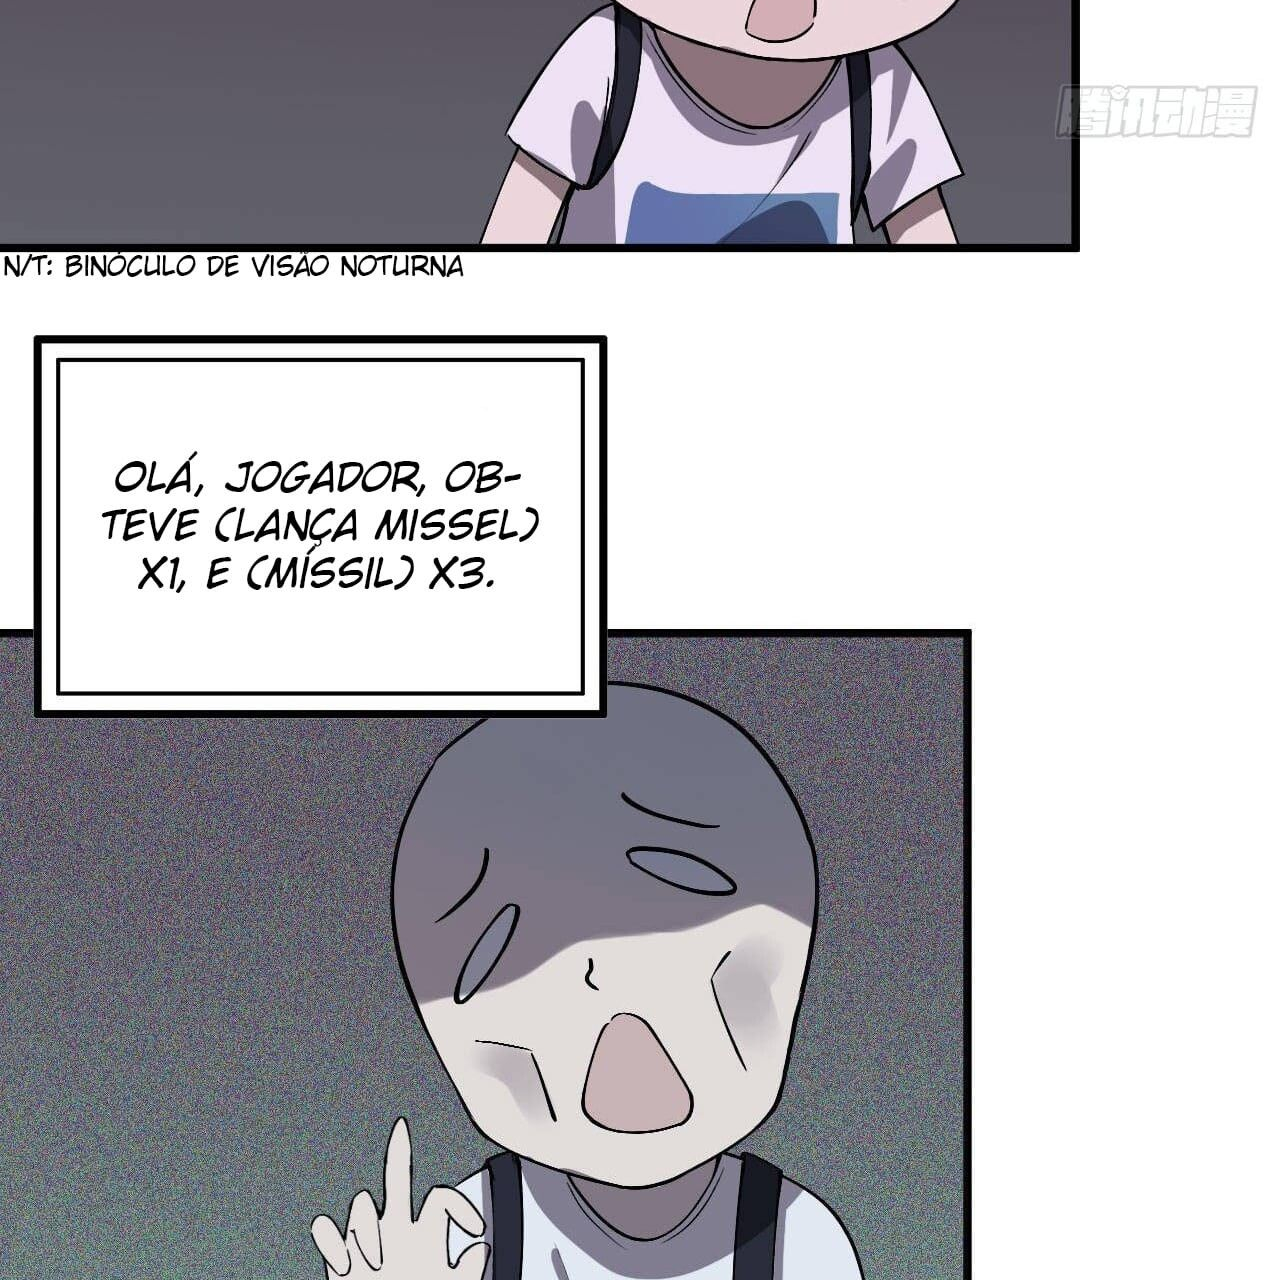 腾讯动漫
N/T: BINÓCULO DE VISÃO NOTURNA
OLÁ, JOGADOR, OB-
TEVE (LANÇA MISSEL)
X1, E (MÍSSIL) X3.